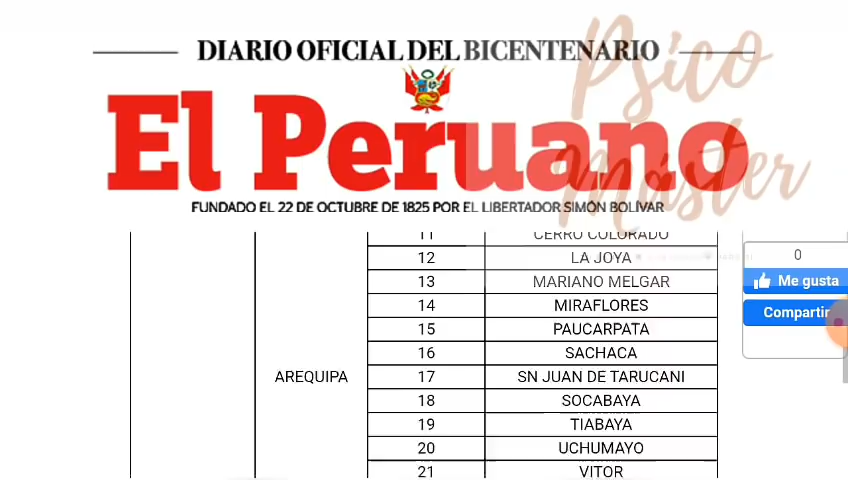 DIARIO OFICIAL DEL BICENTENARIO
El Peruano
FUNDADO EL 22 DE OCTUBRE DE 1825 POR EL LIBERTADOR SIMÓN BOLÍVAR
Psico
Máster
11 CERRO COLORADO
12 LA JOYA
13 MARIANO MELGAR
14 MIRAFLORES
15 PAUCARPATA
16 SACHACA
AREQUIPA 17 SN JUAN DE TARUCANI
18 SOCABAYA
19 TIABAYA
20 UCHUMAYO
21 VITOR
0
Me gusta
Compartir